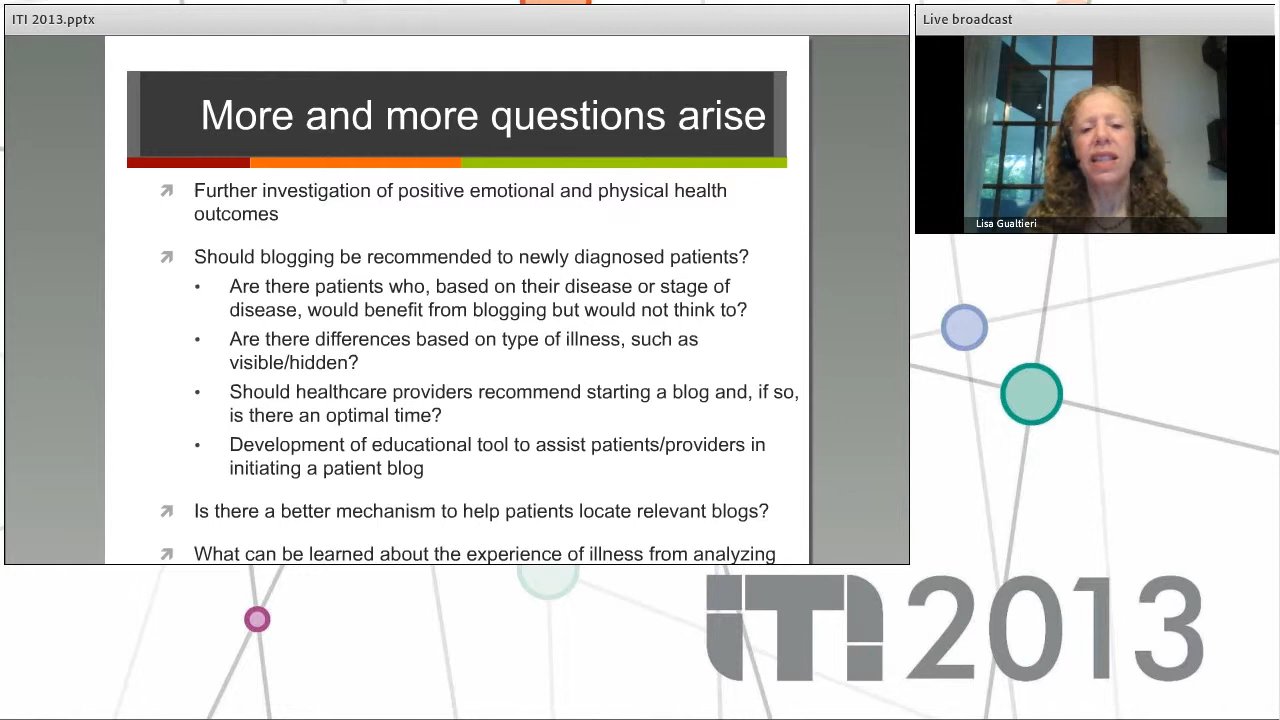 ITI 2013.pptx
Live broadcast
More and more questions arise
Further investigation of positive emotional and physical health
outcomes
Should blogging be recommended to newly diagnosed patients?
Are there patients who, based on their disease or stage of
disease, would benefit from blogging but would not think to?
Are there differences based on type of illness, such as
visible/hidden?
Should healthcare providers recommend starting a blog and, if so,
is there an optimal time?
Development of educational tool to assist patients/providers in
initiating a patient blog
Is there a better mechanism to help patients locate relevant blogs?
What can be learned about the experience of illness from analyzing
Lisa Gualtieri
iTi 2013